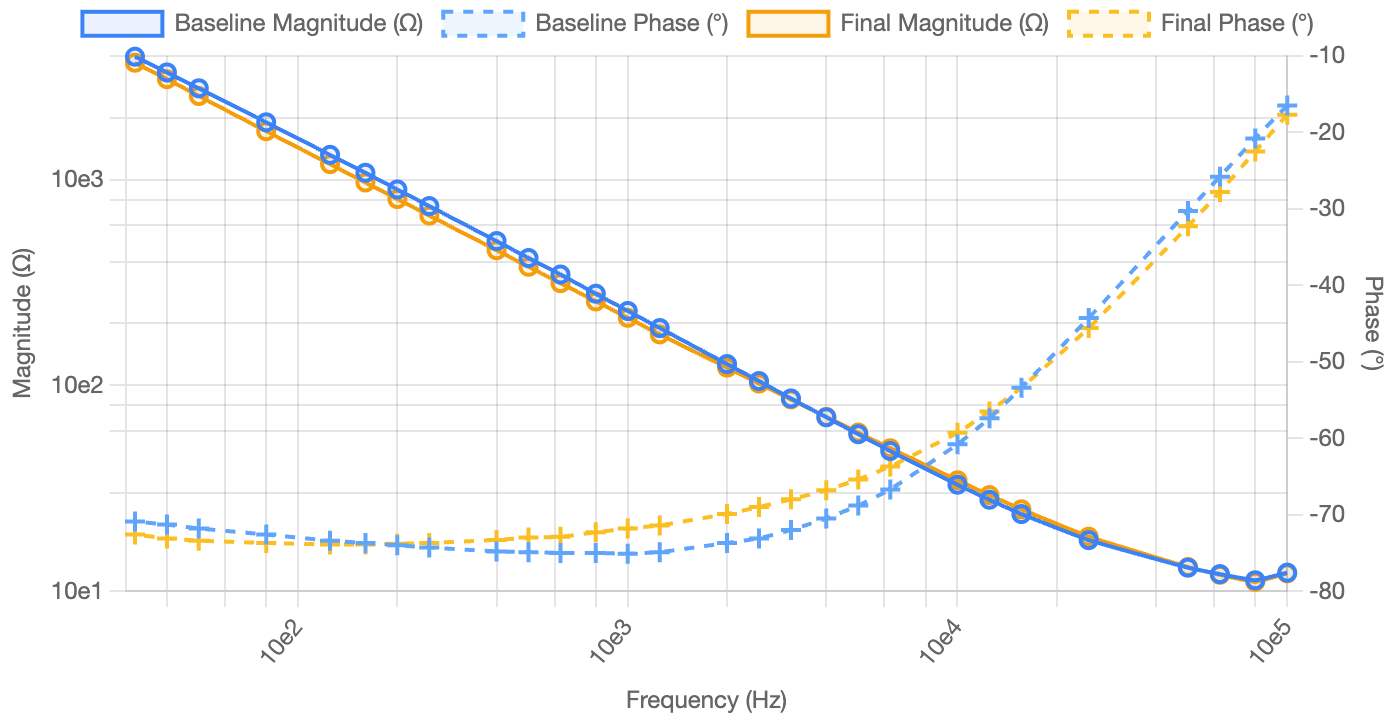 Baseline Magnitude (Ω) Baseline Phase (°) Final Magnitude (Ω) Final Phase (°)
10e3
10e2
10e1
Magnitude (Ω)
-10
-20
-30
-40
-50
-60
-70
-80
Phase (°)
10e2 10e3 10e4 10e5
Frequency (Hz)